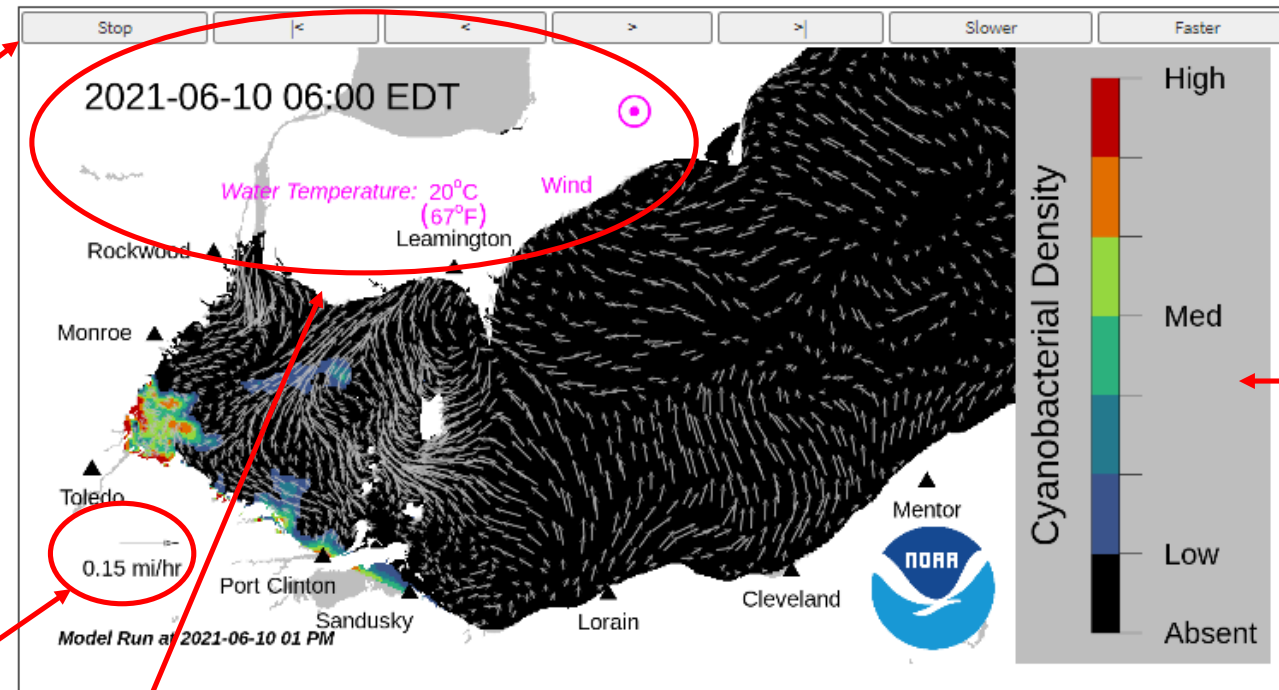 Stop |< < > >| Slower Faster
2021-06-10 06:00 EDT
Water Temperature: 20°C
(67°F)
Wind
Leamington
Rockwood
Monroe
Toledo
0.15 mi/hr
Port Clinton
Sandusky
Lorain
Cleveland
Mentor
NOAA
Model Run at 2021-06-10 01 PM
Cyanobacterial Density
High
Med
Low
Absent